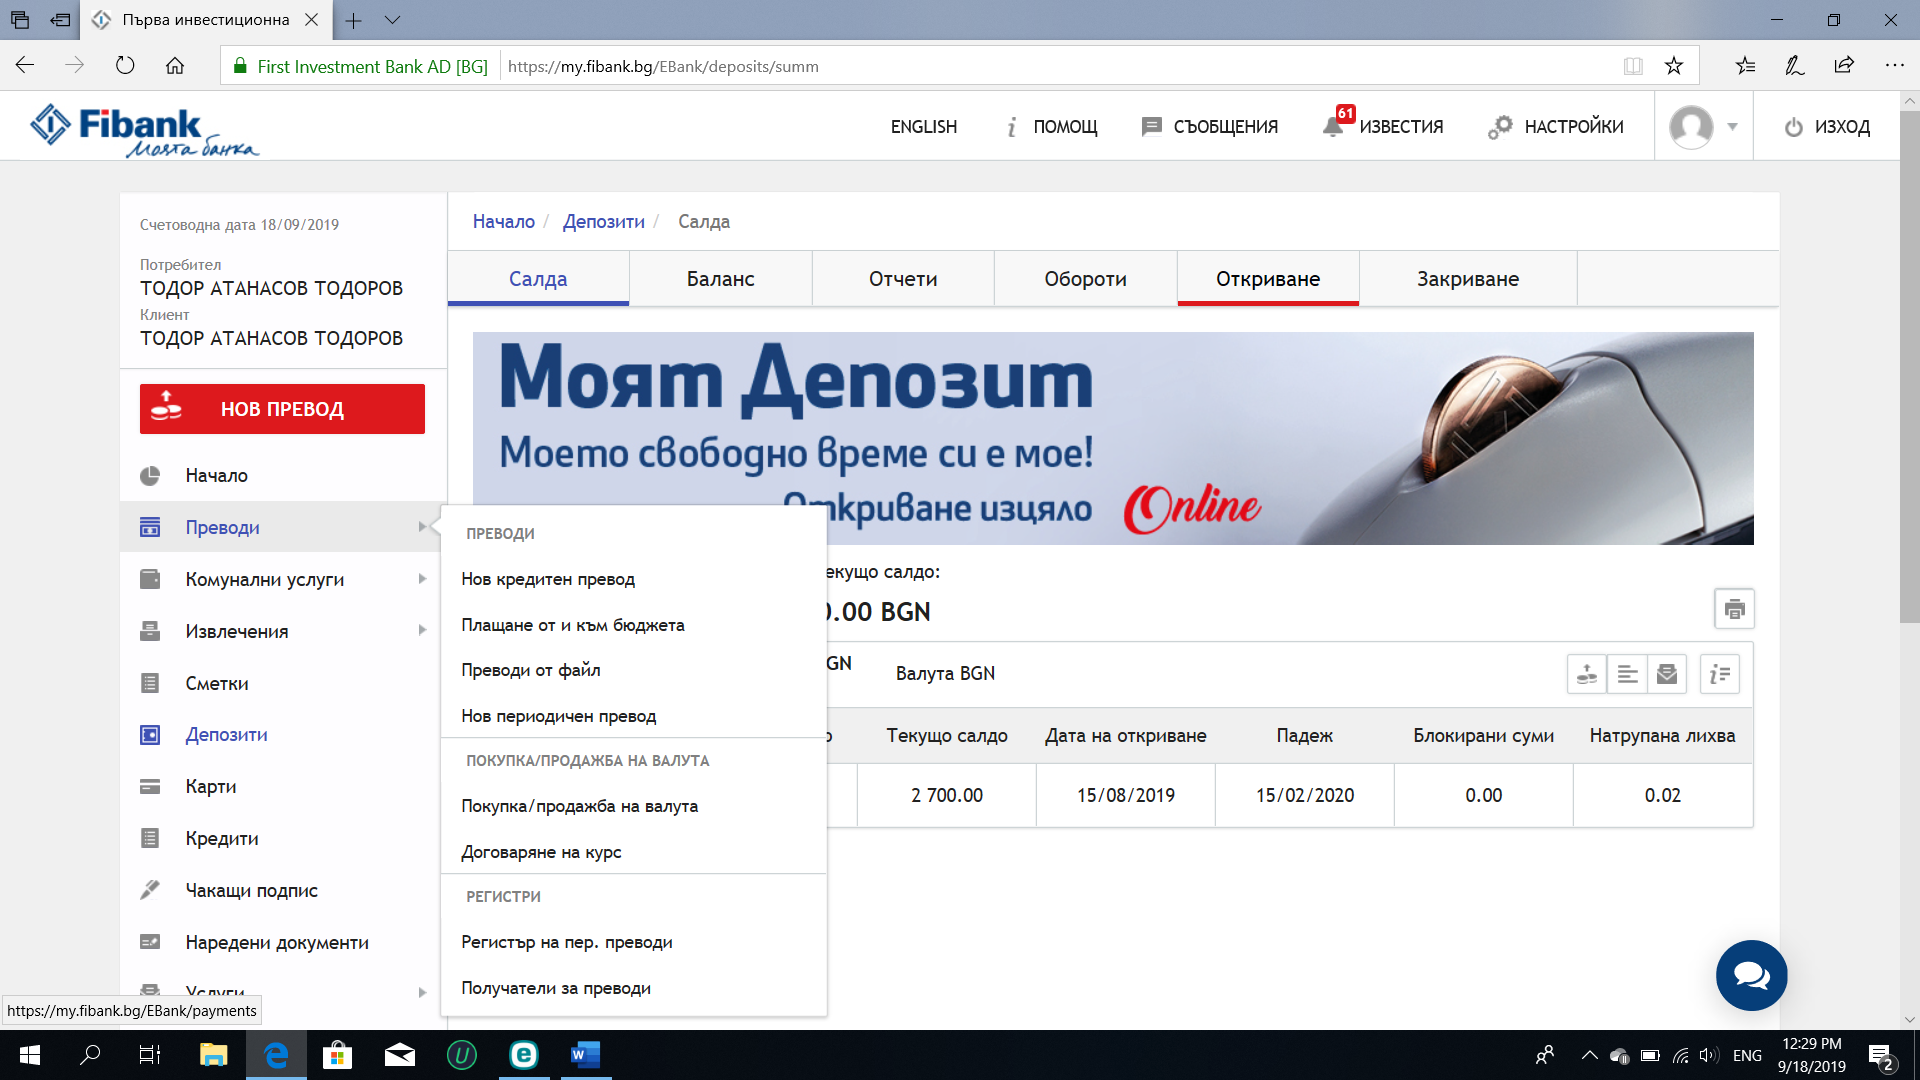 Първа инвестиционна
First Investment Bank AD [BG]
https://my.fibank.bg/EBank/deposits/summ
Fibank
Моята банка
ENGLISH
ПОМОЩ
СЪОБЩЕНИЯ
61
ИЗВЕСТИЯ
НАСТРОЙКИ
ИЗХОД
Счетоводна дата 18/09/2019
Потребител
ТОДОР АТАНАСОВ ТОДОРОВ
Клиент
ТОДОР АТАНАСОВ ТОДОРОВ
НОВ ПРЕВОД
Начало
Преводи
Комунални услуги
Извлечения
Сметки
Депозити
Карти
Кредити
Чакащи подпис
Наредени документи
Услуги
https://my.fibank.bg/EBank/payments
Начало / Депозити / Салда
Салда
Баланс
Отчети
Обороти
Откриване
Закриване
Моят Депозит
Моето свободно време си е мое!
Откриване изцяло Online
ПРЕВОДИ
Нов кредитен превод
Плащане от и към бюджета
Преводи от файл
Нов периодичен превод
ПОКУПКА/ПРОДАЖБА НА ВАЛУТА
Покупка/продажба на валута
Договаряне на курс
РЕГИСТРИ
Регистър на пер. преводи
Получатели за преводи
екущо салдо:
0.00 BGN
GN
Валута BGN
о
Текущо салдо
Дата на откриване
Падеж
Блокирани суми
Натрупана лихва
2 700.00
15/08/2019
15/02/2020
0.00
0.02
ENG
12:29 PM
9/18/2019
2